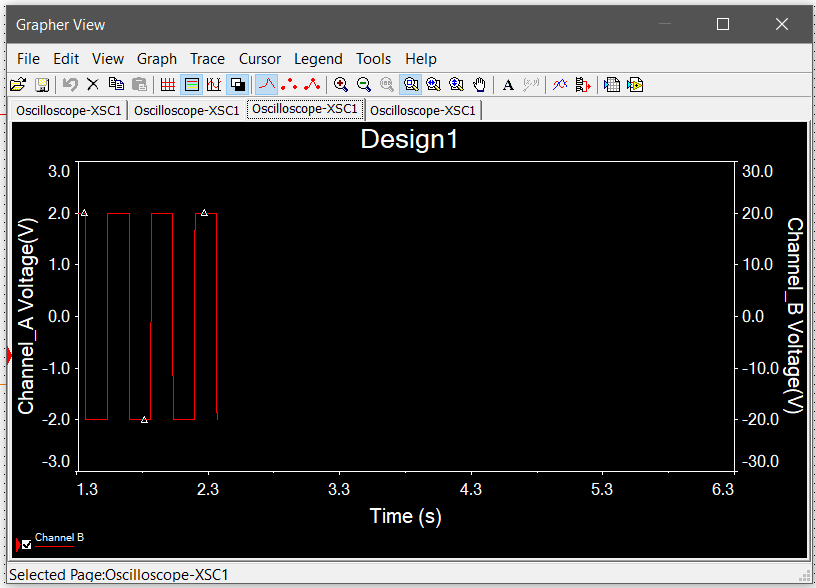 Grapher View
File Edit View Graph Trace Cursor Legend Tools Help
A (x,y)
Oscilloscope-XSC1 Oscilloscope-XSC1 Oscilloscope-XSC1 Oscilloscope-XSC1
Design1
3.0 30.0
2.0 20.0
1.0 10.0
0.0 0.0
-1.0 -10.0
-2.0 -20.0
-3.0 -30.0
Channel_A Voltage(V)
Channel_B Voltage(V)
1.3 2.3 3.3 4.3 5.3 6.3
Time (s)
Channel B
Selected Page:Oscilloscope-XSC1